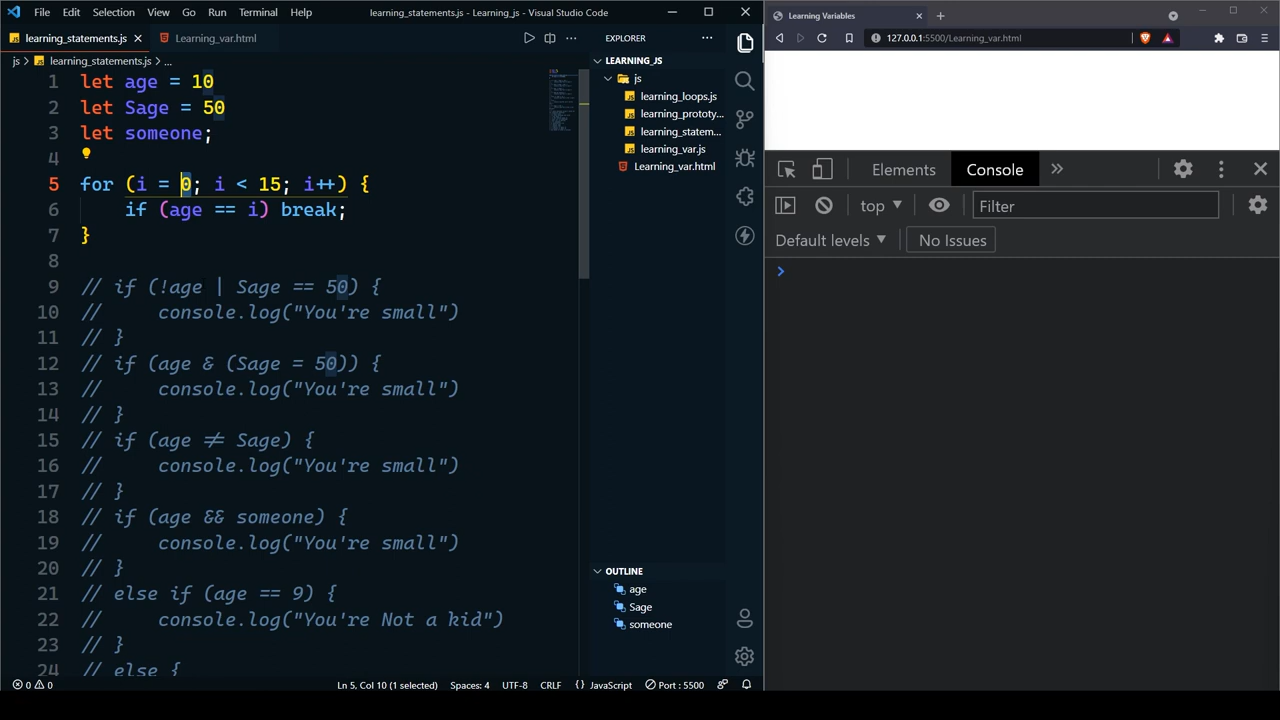 File Edit Selection View Go Run Terminal Help learning_statements.js - Learning_js - Visual Studio Code
learning_statements.js Learning_var.html
js > learning_statements.js > ...
1 let age = 10
2 let Sage = 50
3 let someone;
4
5 for (i = 0; i < 15; i++) {
6 if (age == i) break;
7 }
8
9 // if (!age | Sage == 50) {
10 // console.log("You're small")
11 // }
12 // if (age & (Sage = 50)) {
13 // console.log("You're small")
14 // }
15 // if (age != Sage) {
16 // console.log("You're small")
17 // }
18 // if (age && someone) {
19 // console.log("You're small")
20 // }
21 // else if (age == 9) {
22 // console.log("You're Not a kid")
23 // }
24 // else {
EXPLORER
LEARNING_JS
js
learning_loops.js
learning_prototy...
learning_statem...
learning_var.js
Learning_var.html
OUTLINE
age
Sage
someone
0 0 Ln 5, Col 10 (1 selected) Spaces: 4 UTF-8 CRLF {} JavaScript Port : 5500
Learning Variables
127.0.0.1:5500/Learning_var.html
Elements Console
top Filter
Default levels No Issues